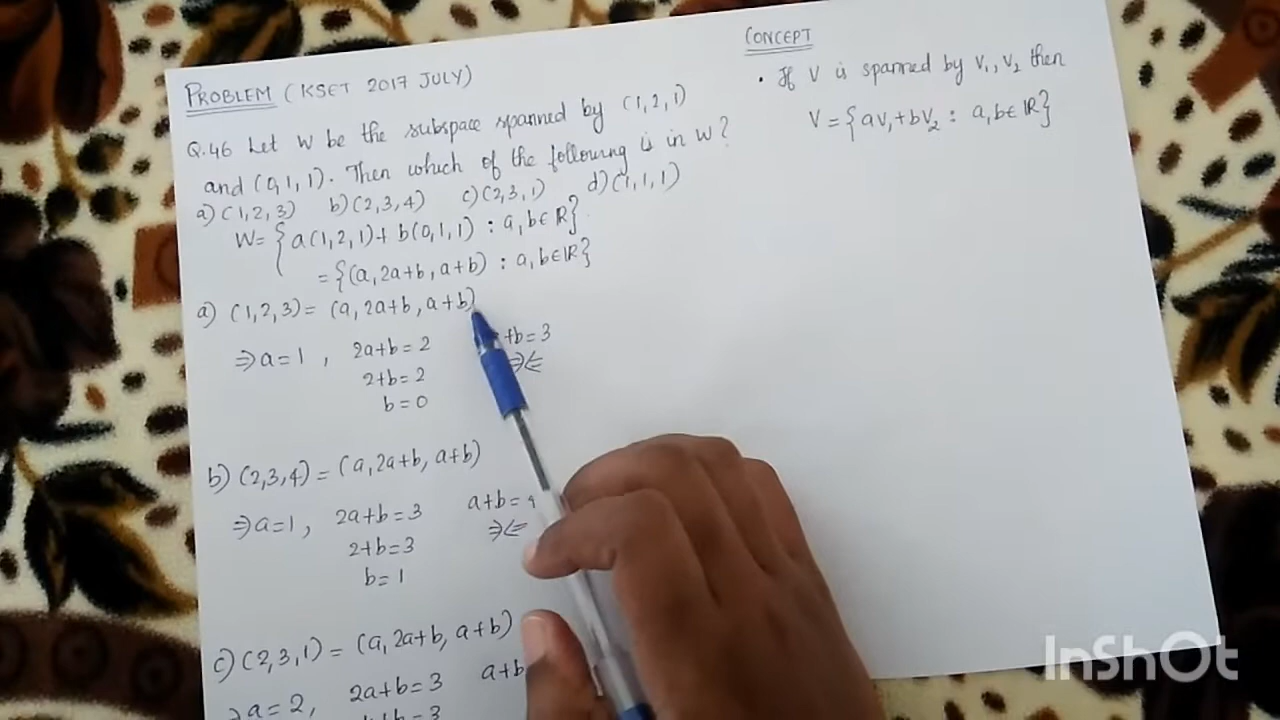 PROBLEM (KSET 2017 JULY)
Q.46 Let W be the subspace spanned by (1,2,1)
and (0,1,1). Then which of the following is in W?
a)(1,2,3) b)(2,3,4) c)(2,3,1) d)(1,1,1)
W= { a(1,2,1)+ b(0,1,1) : a,b∈ℝ}
= {(a, 2a+b, a+b) : a,b∈ℝ}
a) (1,2,3) = (a, 2a+b, a+b)
⇒ a=1, 2a+b=2 +b=3
2+b=2 ⇒⇐
b=0
b) (2,3,4) = (a, 2a+b, a+b)
⇒ a=1, 2a+b=3 a+b=
2+b=3 ⇒⇐
b=1
c) (2,3,1) = (a, 2a+b, a+b)
a=2, 2a+b=3 a+b
+b=3
CONCEPT
• If V is spanned by V₁, V₂ then
V = {aV₁+bV₂ : a,b∈ℝ}
InShOt